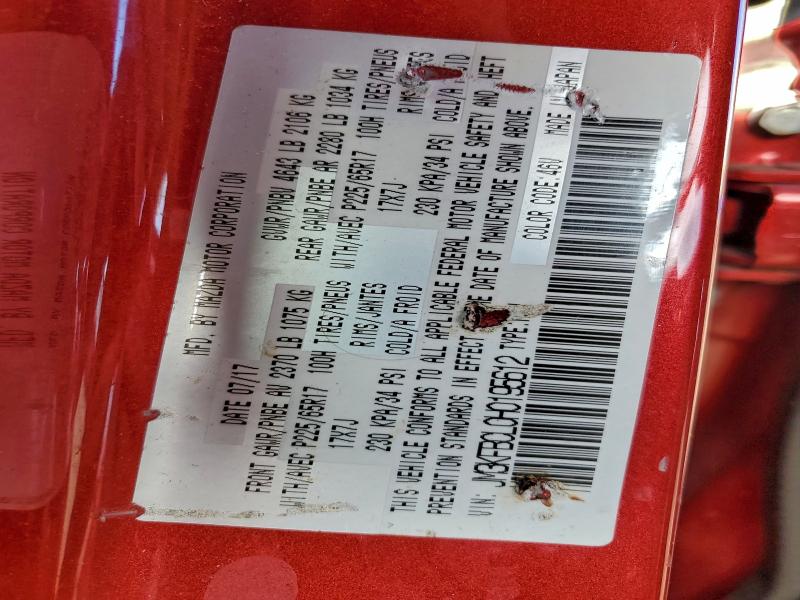 MFD. BY MAZDA MOTOR CORPORATION
DATE 07/17 GVWR/PNBV 4643 LB 2106 KG
FRONT GAWR/PNBE AV 2370 LB 1075 KG REAR GAWR/PNBE AR 2280 LB 1034 KG
WITH/AVEC P225/65R17 100H TIRES/PNEUS WITH/AVEC P225/65R17 100H TIRES/PNEUS
17X7J RIMS/JANTES 17X7J
230 KPA/34 PSI COLD/A FROID 230 KPA/34 PSI COLD/A
THIS VEHICLE CONFORMS TO ALL APPLICABLE FEDERAL MOTOR VEHICLE SAFETY AND THEFT
PREVENTION STANDARDS IN EFFECT THE DATE OF MANUFACTURE SHOWN ABOVE.
VIN: TYPE: COLOR CODE:46V MADE JAPAN